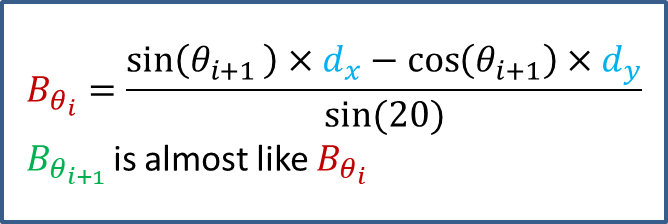 B_{θ_i} = \frac{sin(θ_{i+1}) × d_x − cos(θ_{i+1}) × d_y}{sin(20)}
B_{θ_{i+1}} is almost like B_{θ_i}